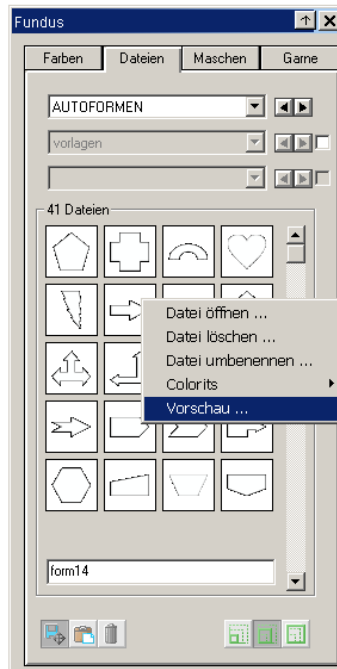 Fundus
Farben Dateien Maschen Garne
AUTOFORMEN
vorlagen
41 Dateien
Datei öffnen ...
Datei löschen ...
Datei umbenennen ...
Colorits
Vorschau ...
form14